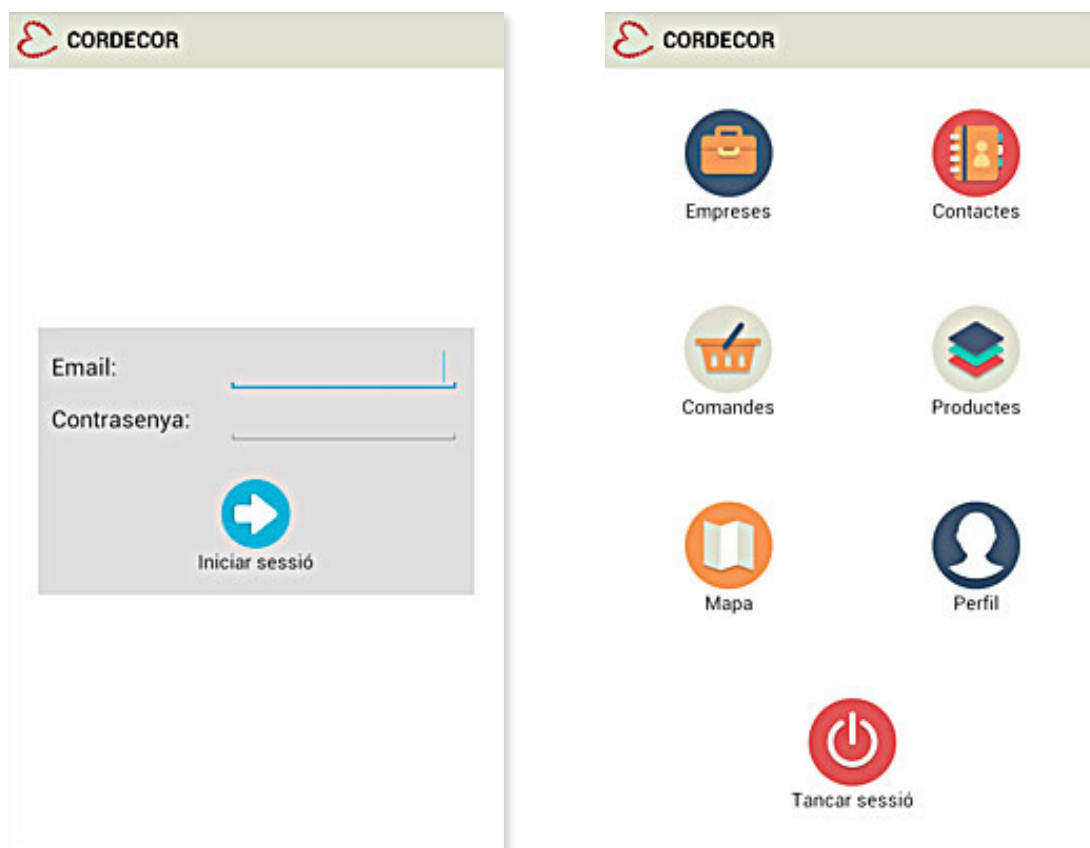 CORDECOR
Email:
Contrasenya:
Iniciar sessió
CORDECOR
Empreses
Contactes
Comandes
Productes
Mapa
Perfil
Tancar sessió